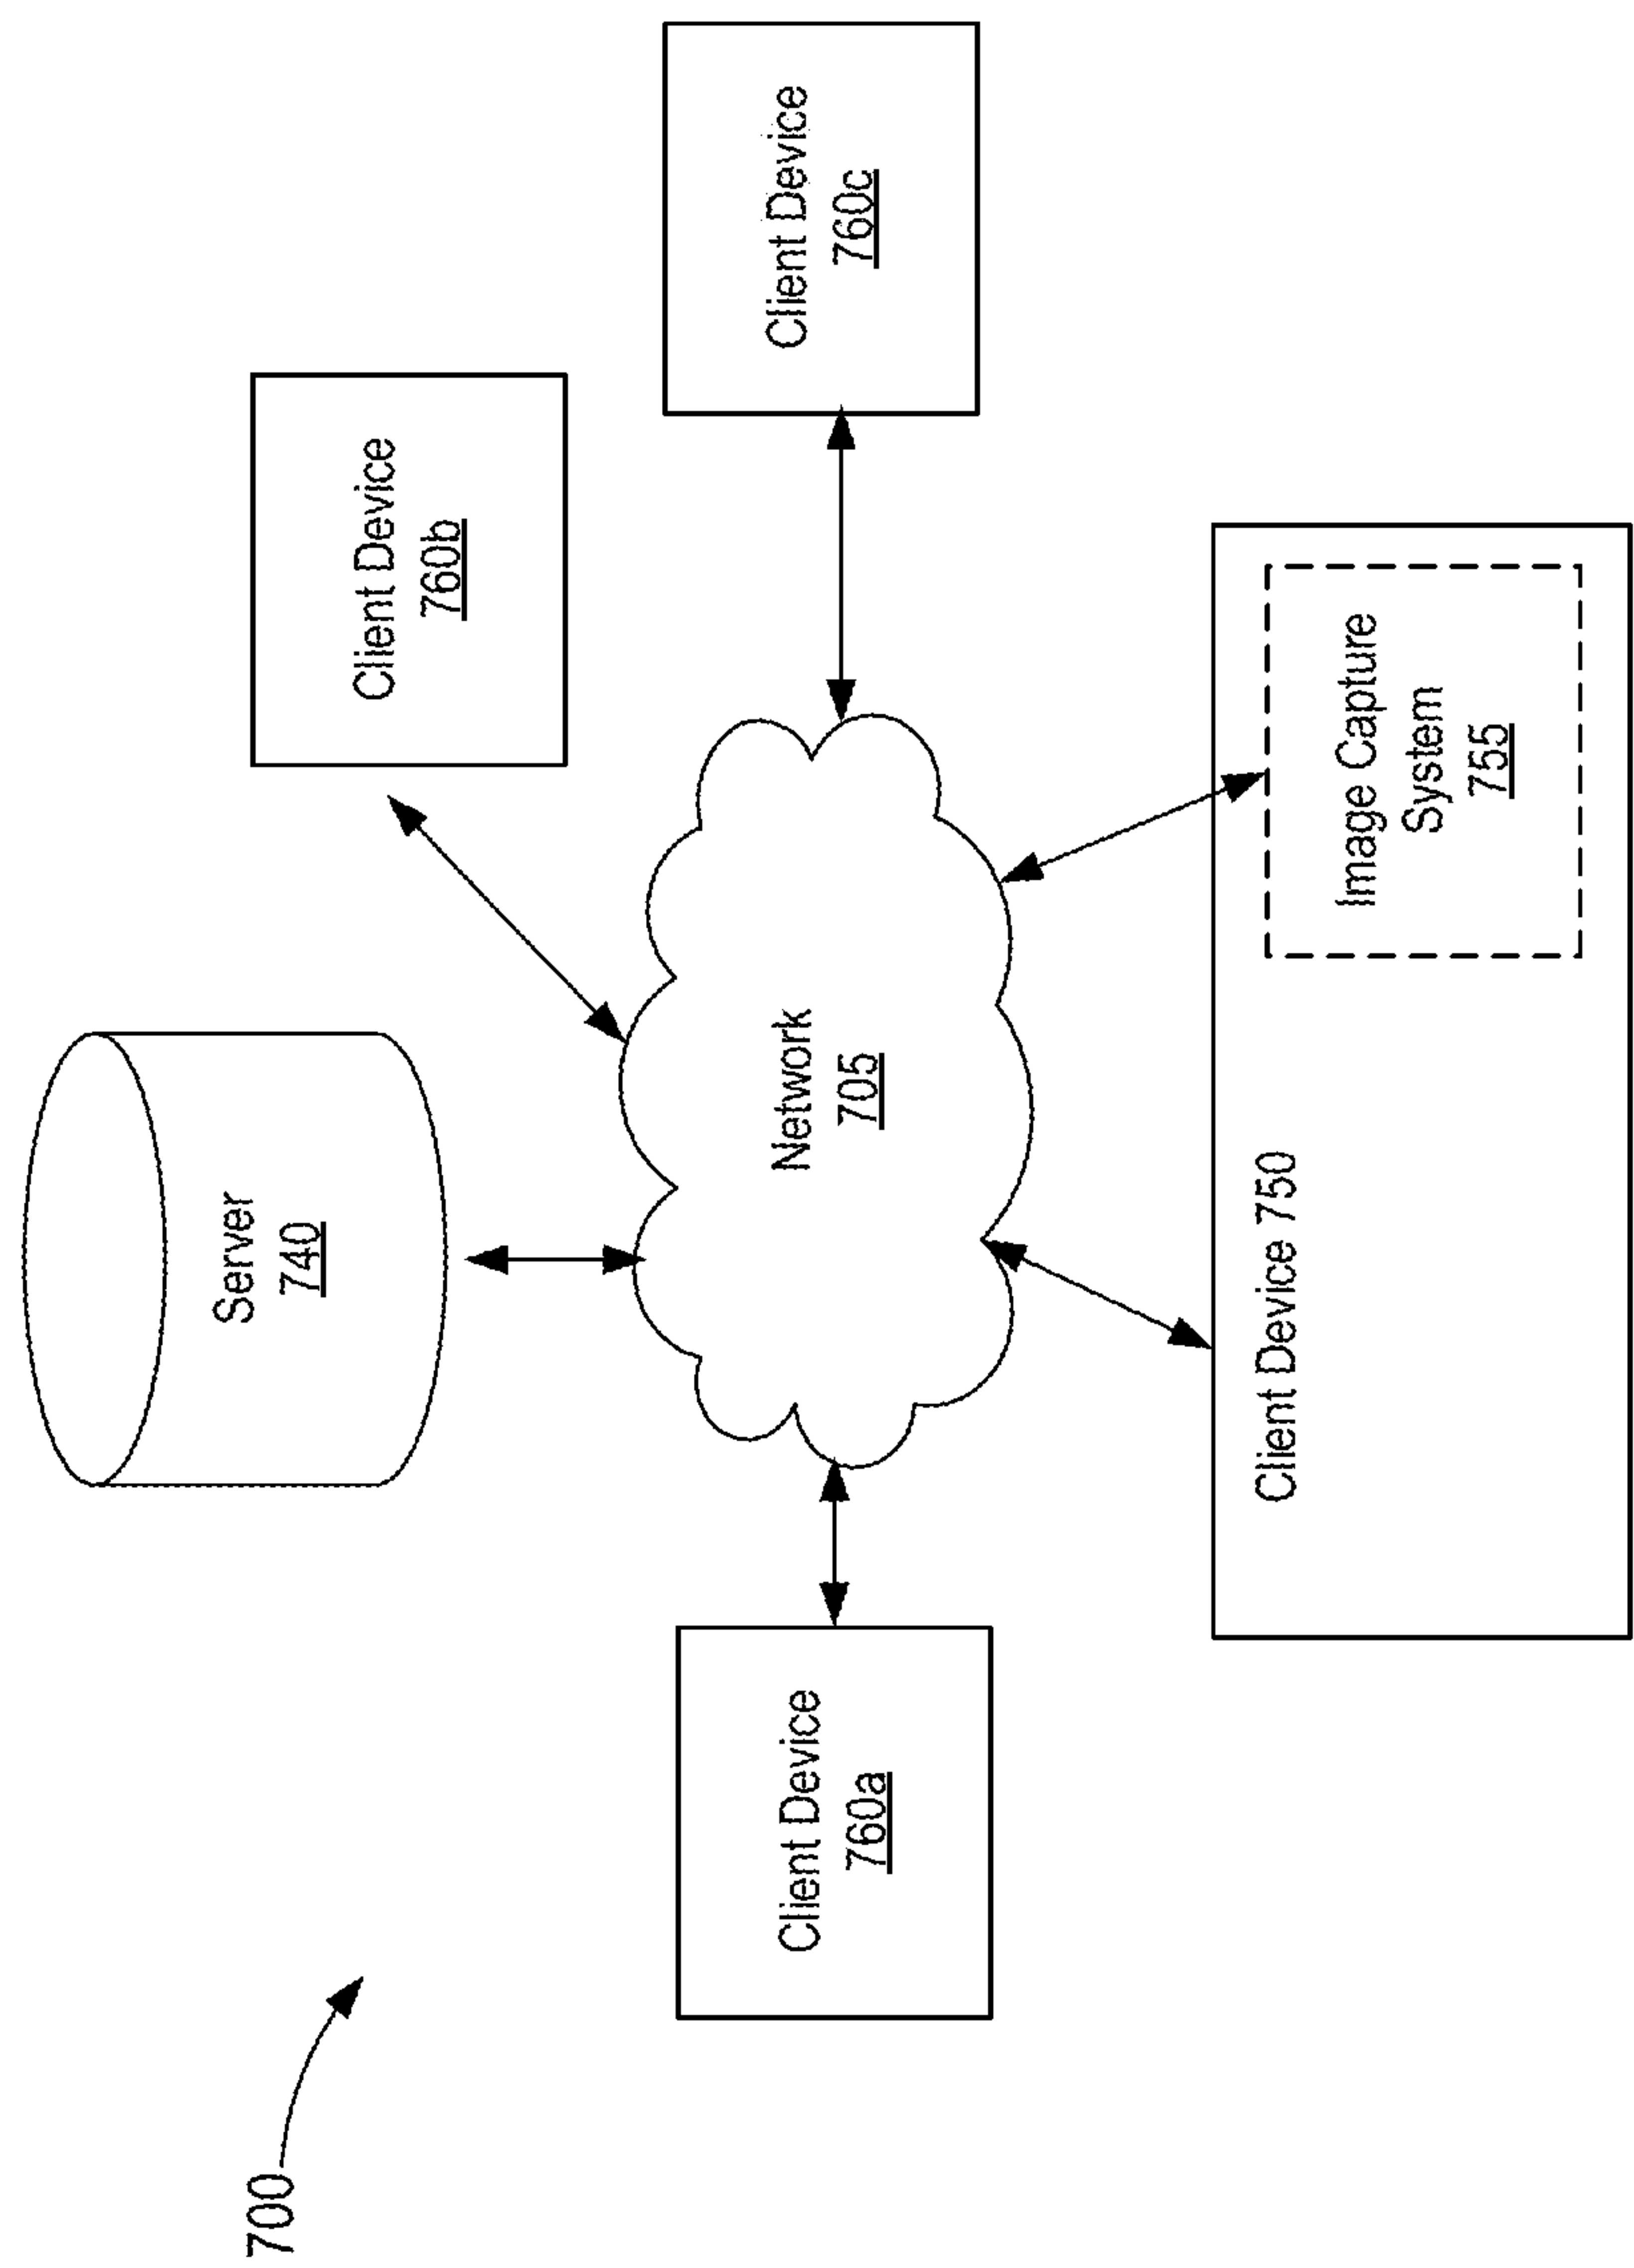 700
Server
740
Client Device
760b
Client Device
760a
Network
705
Client Device
760c
Client Device 750
Image Capture
System
755